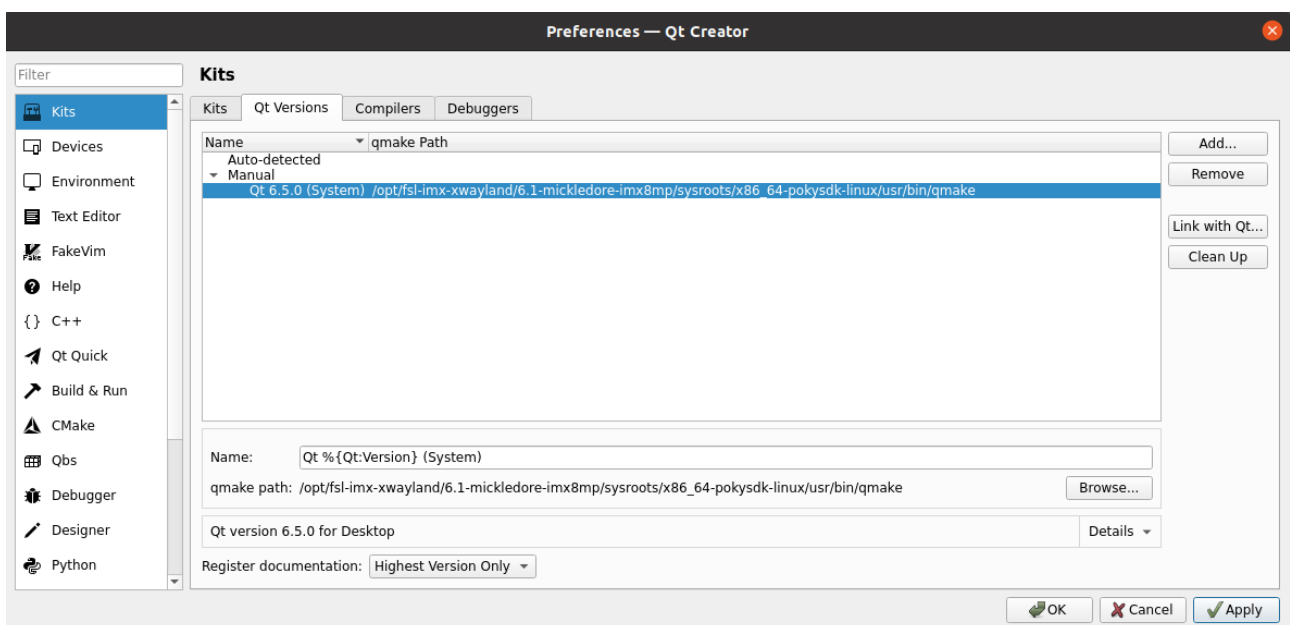 Preferences — Qt Creator
Filter
Kits
Devices
Environment
Text Editor
FakeVim
Help
{} C++
Qt Quick
Build & Run
CMake
Qbs
Debugger
Designer
Python
Kits
Kits Qt Versions Compilers Debuggers
Name qmake Path
Auto-detected
Manual
Qt 6.5.0 (System) /opt/fsl-imx-xwayland/6.1-mickledore-imx8mp/sysroots/x86_64-pokysdk-linux/usr/bin/qmake
Add...
Remove
Link with Qt...
Clean Up
Name: Qt %{Qt:Version} (System)
qmake path: /opt/fsl-imx-xwayland/6.1-mickledore-imx8mp/sysroots/x86_64-pokysdk-linux/usr/bin/qmake Browse...
Qt version 6.5.0 for Desktop Details
Register documentation: Highest Version Only
OK Cancel Apply